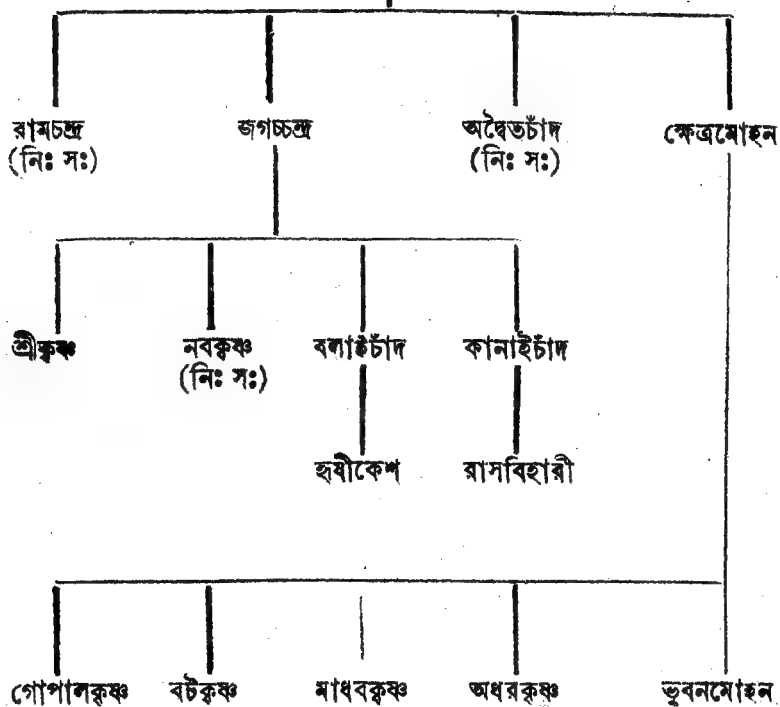 রামচন্দ্র জগচ্চন্দ্র অদ্বৈতচাঁদ ক্ষেত্রমোহন
(নিঃ সঃ) (নিঃ সঃ)
শ্রীকৃষ্ণ নবকৃষ্ণ বলাইচাঁদ কানাইচাঁদ
(নিঃ সঃ)
হৃষীকেশ রাসবিহারী
গোপালকৃষ্ণ বটকৃষ্ণ মাধবকৃষ্ণ অধরকৃষ্ণ ভুবনমোহন